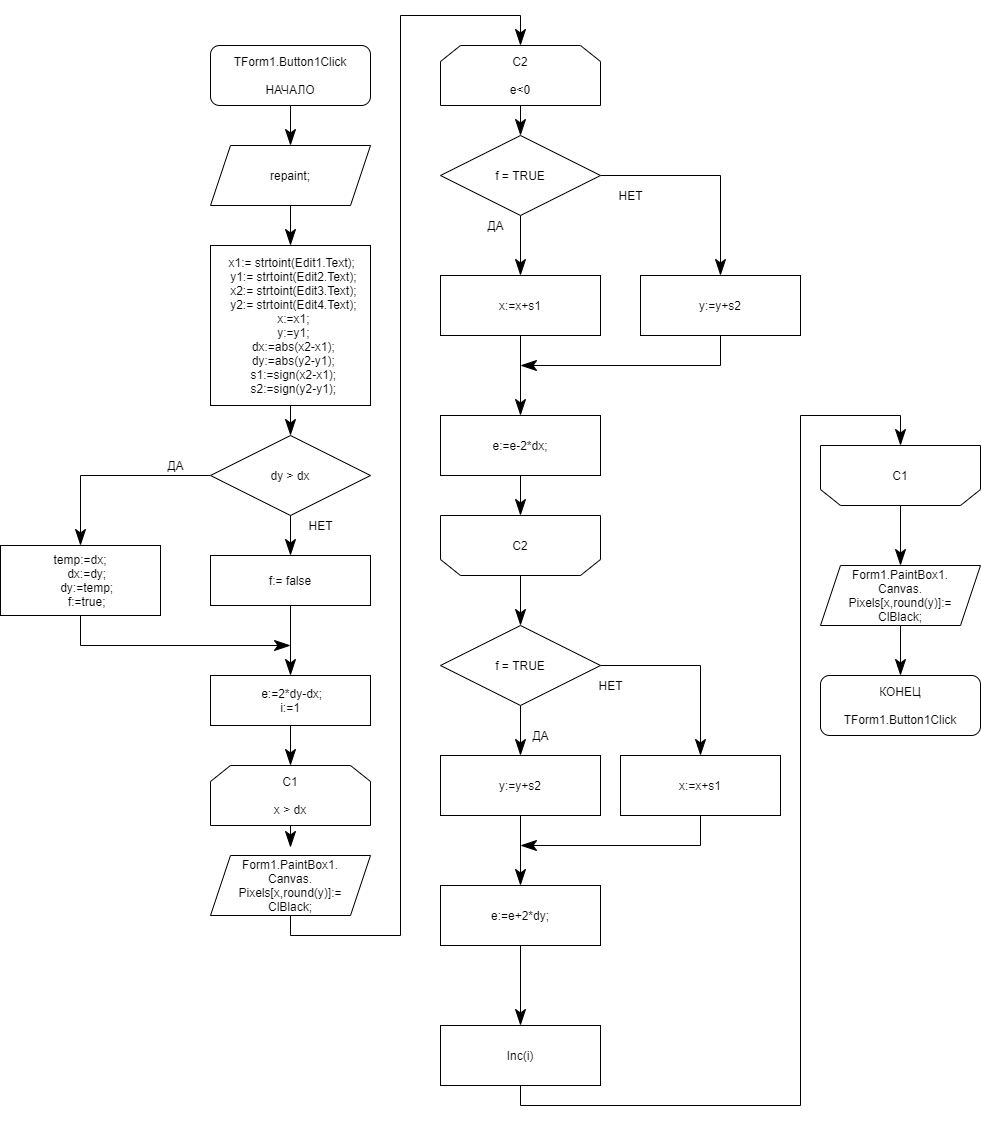 TForm1.Button1Click
НАЧАЛО
repaint;
x1:= strtoint(Edit1.Text);
y1:= strtoint(Edit2.Text);
x2:= strtoint(Edit3.Text);
y2:= strtoint(Edit4.Text);
x:=x1;
y:=y1;
dx:=abs(x2-x1);
dy:=abs(y2-y1);
s1:=sign(x2-x1);
s2:=sign(y2-y1);
dy > dx
ДА
НЕТ
temp:=dx;
dx:=dy;
dy:=temp;
f:=true;
f:= false
e:=2*dy-dx;
i:=1
C1
x > dx
Form1.PaintBox1.
Canvas.
Pixels[x,round(y)]:=
ClBlack;
C2
e<0
f = TRUE
НЕТ
ДА
x:=x+s1
y:=y+s2
e:=e-2*dx;
C2
f = TRUE
НЕТ
ДА
y:=y+s2
x:=x+s1
e:=e+2*dy;
Inc(i)
C1
Form1.PaintBox1.
Canvas.
Pixels[x,round(y)]:=
ClBlack;
КОНЕЦ
TForm1.Button1Click